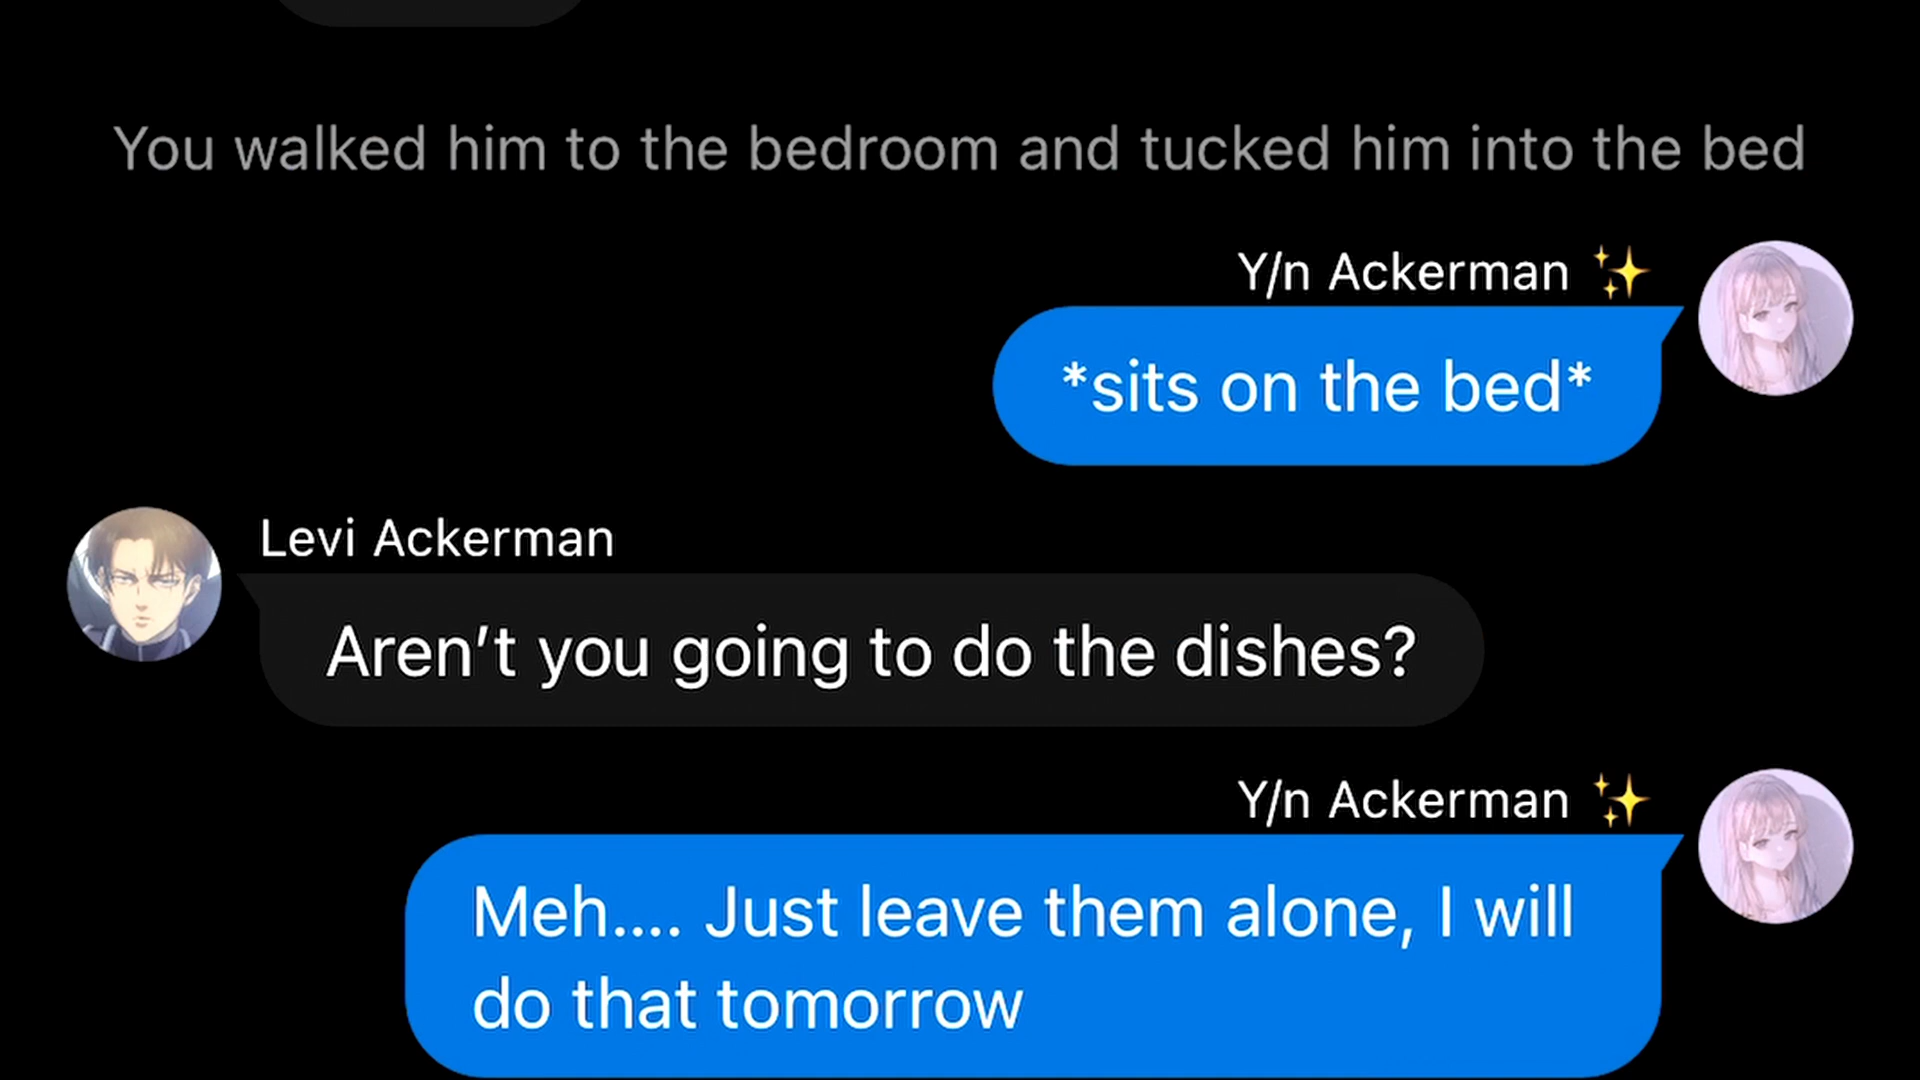 You walked him to the bedroom and tucked him into the bed
Y/n Ackerman ✨
*sits on the bed*
Levi Ackerman
Aren’t you going to do the dishes?
Y/n Ackerman ✨
Meh.... Just leave them alone, I will
do that tomorrow